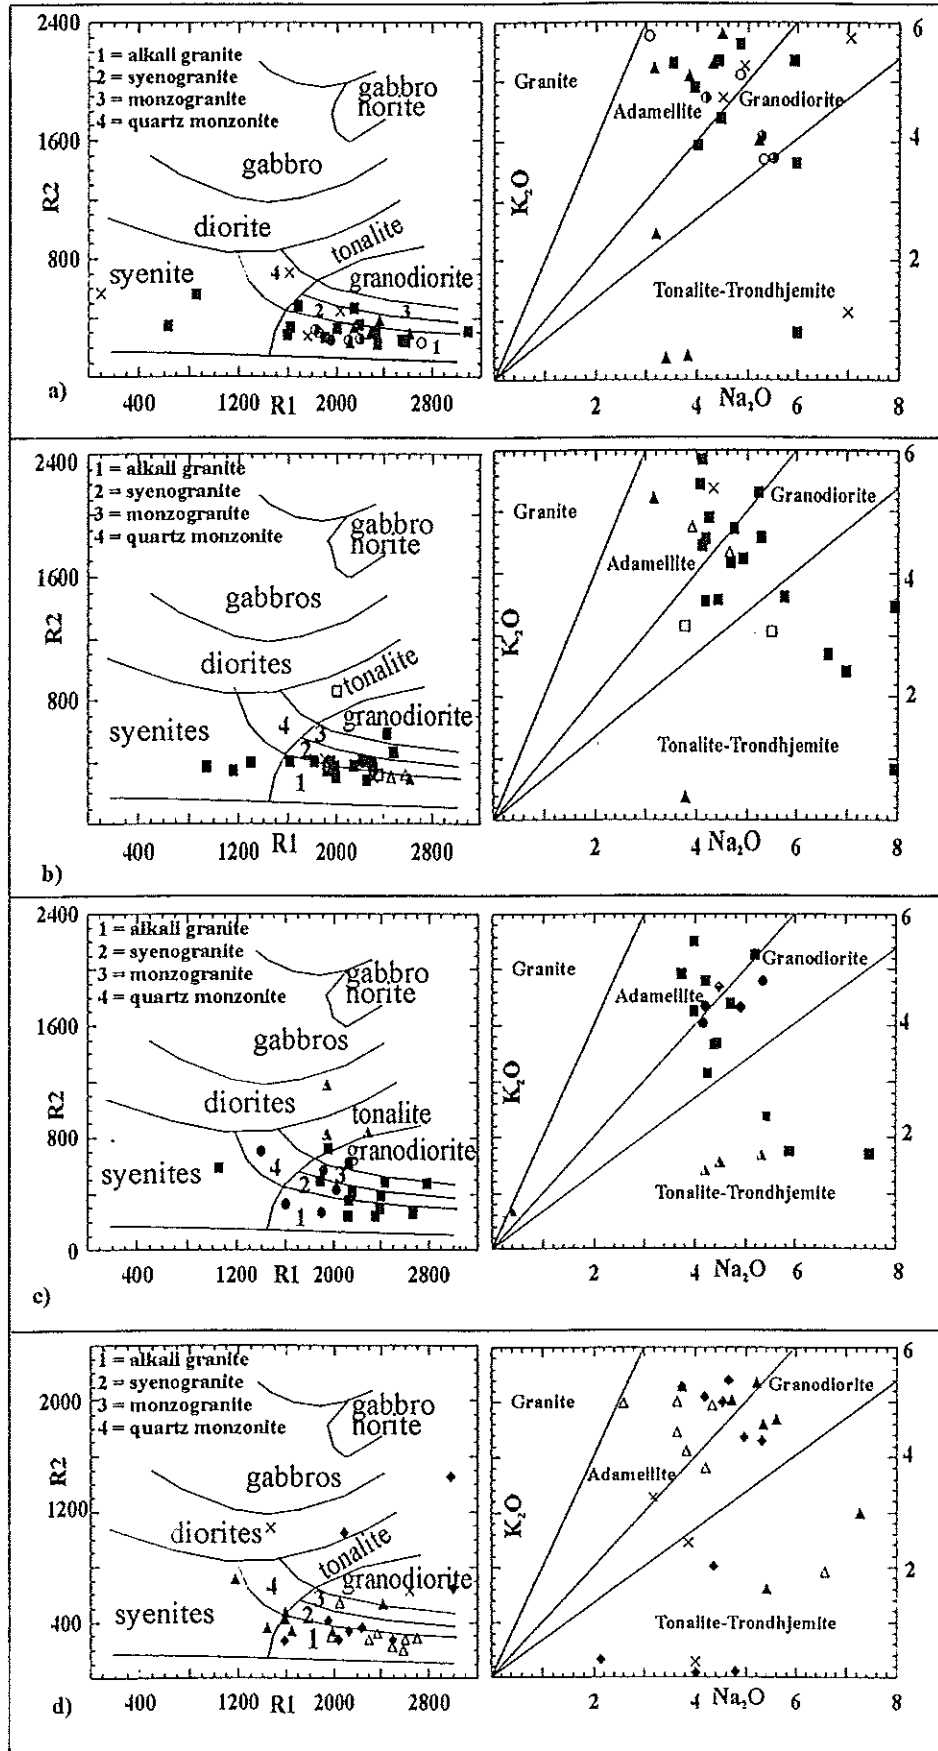 2400
1 = alkali granite
2 = syenogranite
3 = monzogranite
4 = quartz monzonite
gabbro
norite
1600
R2
gabbro
diorite
tonalite
800
syenite
4
granodiorite
2
3
1
a)
400
1200
R1
2000
2800
6
Granite
Adamellite
Granodiorite
4
K₂O
2
Tonalite-Trondhjemite
2
4
Na₂O
6
8
2400
1 = alkali granite
2 = syenogranite
3 = monzogranite
4 = quartz monzonite
gabbro
norite
1600
R2
gabbros
diorites
tonalite
800
syenites
4
granodiorite
3
2
1
b)
400
1200
R1
2000
2800
6
Granite
Granodiorite
Adamellite
4
K₂O
2
Tonalite-Trondhjemite
2
4
Na₂O
6
8
2400
1 = alkali granite
2 = syenogranite
3 = monzogranite
4 = quartz monzonite
gabbro
norite
1600
gabbros
R2
diorites
tonalite
800
granodiorite
syenites
4
3
2
1
0
c)
400
1200
R1
2000
2800
6
Granite
Granodiorite
Adamellite
4
K₂O
2
Tonalite-Trondhjemite
2
4
Na₂O
6
8
1 = alkali granite
2 = syenogranite
3 = monzogranite
4 = quartz monzonite
2000
gabbro
norite
R2
gabbros
1200
diorites
tonalite
4
granodiorite
3
syenites
2
400
1
d)
400
1200
R1
2000
2800
6
Granite
Granodiorite
Adamellite
4
K₂O
2
Tonalite-Trondhjemite
2
4
Na₂O
6
8